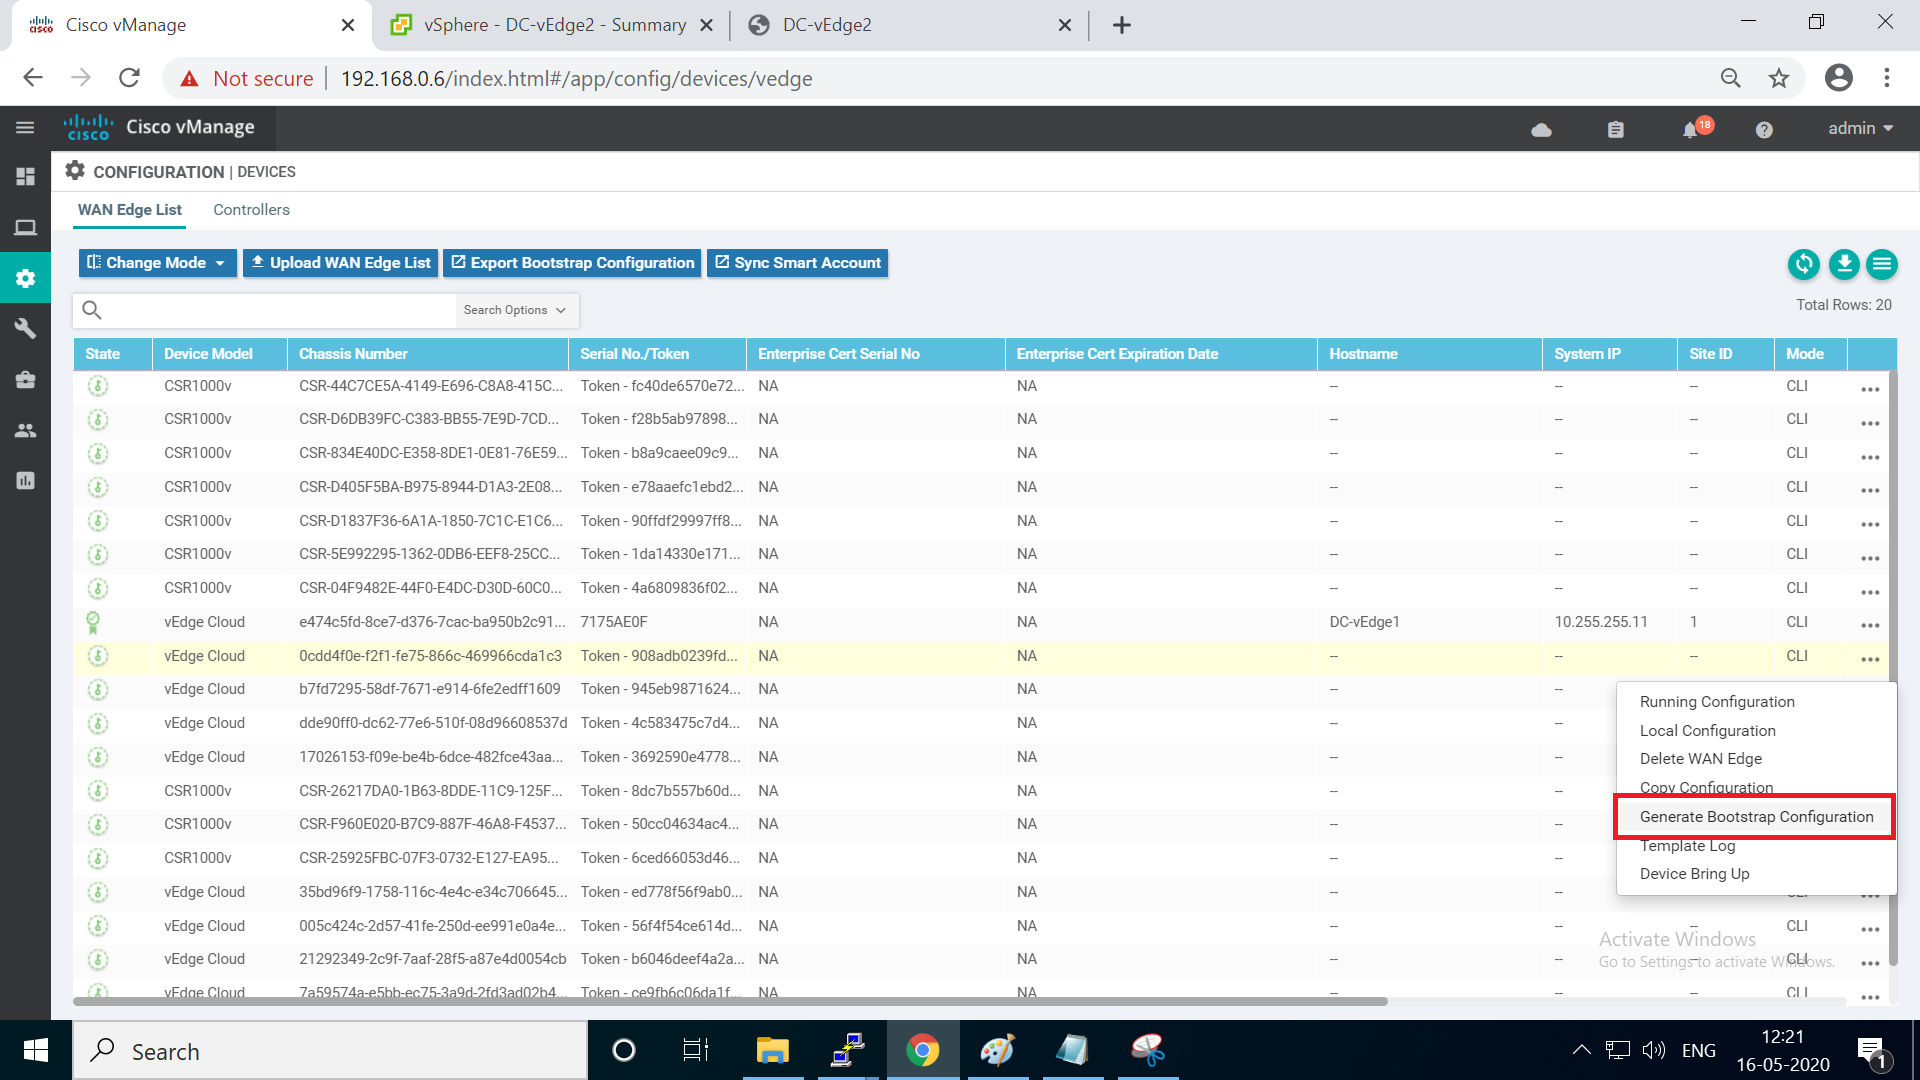 Cisco vManage
vSphere - DC-vEdge2 - Summary
DC-vEdge2
Not secure
192.168.0.6/index.html#/app/config/devices/vedge
cisco
Cisco vManage
18
admin
CONFIGURATION | DEVICES
WAN Edge List
Controllers
Change Mode
Upload WAN Edge List
Export Bootstrap Configuration
Sync Smart Account
Search Options
Total Rows: 20
State Device Model Chassis Number Serial No./Token Enterprise Cert Serial No Enterprise Cert Expiration Date Hostname System IP Site ID Mode
CSR1000v CSR-44C7CE5A-4149-E696-C8A8-415C... Token - fc40de6570e72... NA NA -- -- -- CLI ...
CSR1000v CSR-D6DB39FC-C383-BB55-7E9D-7CD... Token - f28b5ab97898... NA NA -- -- -- CLI ...
CSR1000v CSR-834E40DC-E358-8DE1-0E81-76E59... Token - b8a9caee09c9... NA NA -- -- -- CLI ...
CSR1000v CSR-D405F5BA-B975-8944-D1A3-2E08... Token - e78aaefc1ebd2... NA NA -- -- -- CLI ...
CSR1000v CSR-D1837F36-6A1A-1850-7C1C-E1C6... Token - 90ffdf29997ff8... NA NA -- -- -- CLI ...
CSR1000v CSR-5E992295-1362-0DB6-EEF8-25CC... Token - 1da14330e171... NA NA -- -- -- CLI ...
CSR1000v CSR-04F9482E-44F0-E4DC-D30D-60C0... Token - 4a6809836f02... NA NA -- -- -- CLI ...
vEdge Cloud e474c5fd-8ce7-d376-7cac-ba950b2c91... 7175AE0F NA NA DC-vEdge1 10.255.255.11 1 CLI ...
vEdge Cloud 0cdd4f0e-f2f1-fe75-866c-469966cda1c3 Token - 908adb0239fd... NA NA -- -- -- CLI ...
vEdge Cloud b7fd7295-58df-7671-e914-6fe2edff1609 Token - 945eb9871624... NA NA -- --
vEdge Cloud dde90ff0-dc62-77e6-510f-08d96608537d Token - 4c583475c7d4... NA NA -- --
vEdge Cloud 17026153-f09e-be4b-6dce-482fce43aa... Token - 3692590e4778... NA NA -- --
CSR1000v CSR-26217DA0-1B63-8DDE-11C9-125F... Token - 8dc7b557b60d... NA NA -- --
CSR1000v CSR-F960E020-B7C9-887F-46A8-F4537... Token - 50cc04634ac4... NA NA -- --
CSR1000v CSR-25925FBC-07F3-0732-E127-EA95... Token - 6ced66053d46... NA NA -- --
vEdge Cloud 35bd96f9-1758-116c-4e4c-e34c706645... Token - ed778f56f9ab0... NA NA -- -- CLI ...
vEdge Cloud 005c424c-2d57-41fe-250d-ee991e0a4e... Token - 56f4f54ce614d... NA NA -- -- -- CLI ...
vEdge Cloud 21292349-2c9f-7aaf-28f5-a87e4d0054cb Token - b6046deef4a2a... NA NA -- -- -- CLI ...
vEdge Cloud 7a59574a-e5bb-ec75-3a9d-2fd3ad02b4... Token - ce9fb6c06da1f... NA NA -- -- -- CLI ...
Running Configuration
Local Configuration
Delete WAN Edge
Copy Configuration
Generate Bootstrap Configuration
Template Log
Device Bring Up
Activate Windows
Go to Settings to activate Windows.
Search
ENG
12:21
16-05-2020
1